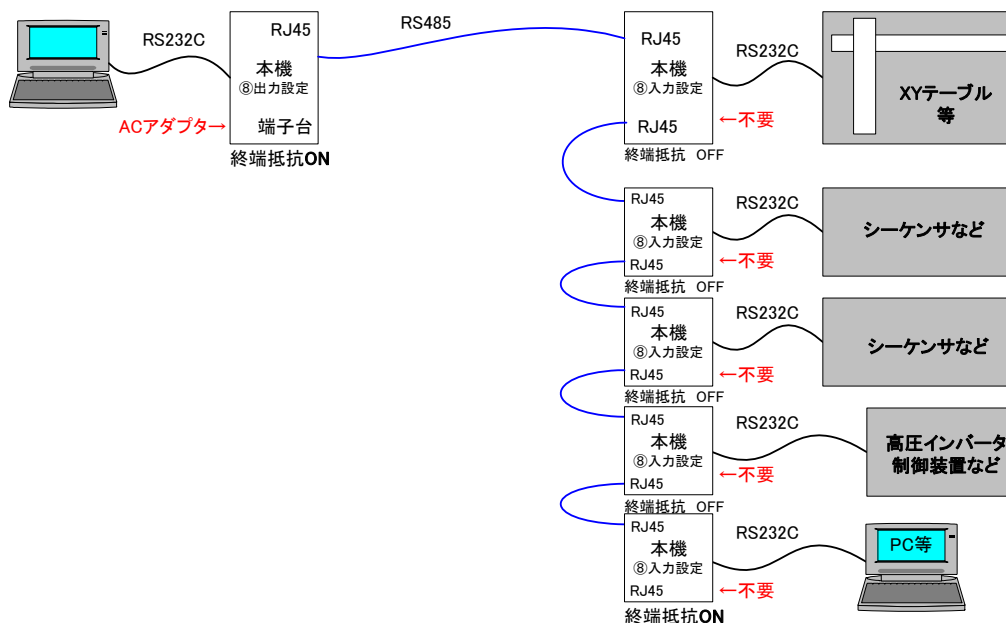 RS232C
RJ45
本機
⑧出力設定
ACアダプタ→
端子台
終端抵抗ON
RS485
RJ45
本機
⑧入力設定
RJ45
終端抵抗 OFF
RS232C
←不要
XYテーブル
等
RJ45
本機
⑧入力設定
RJ45
終端抵抗 OFF
RS232C
←不要
シーケンサなど
RJ45
本機
⑧入力設定
RJ45
終端抵抗 OFF
RS232C
←不要
シーケンサなど
RJ45
本機
⑧入力設定
RJ45
終端抵抗 OFF
RS232C
←不要
高圧インバータ
制御装置など
RJ45
本機
⑧入力設定
RJ45
終端抵抗ON
RS232C
←不要
PC等